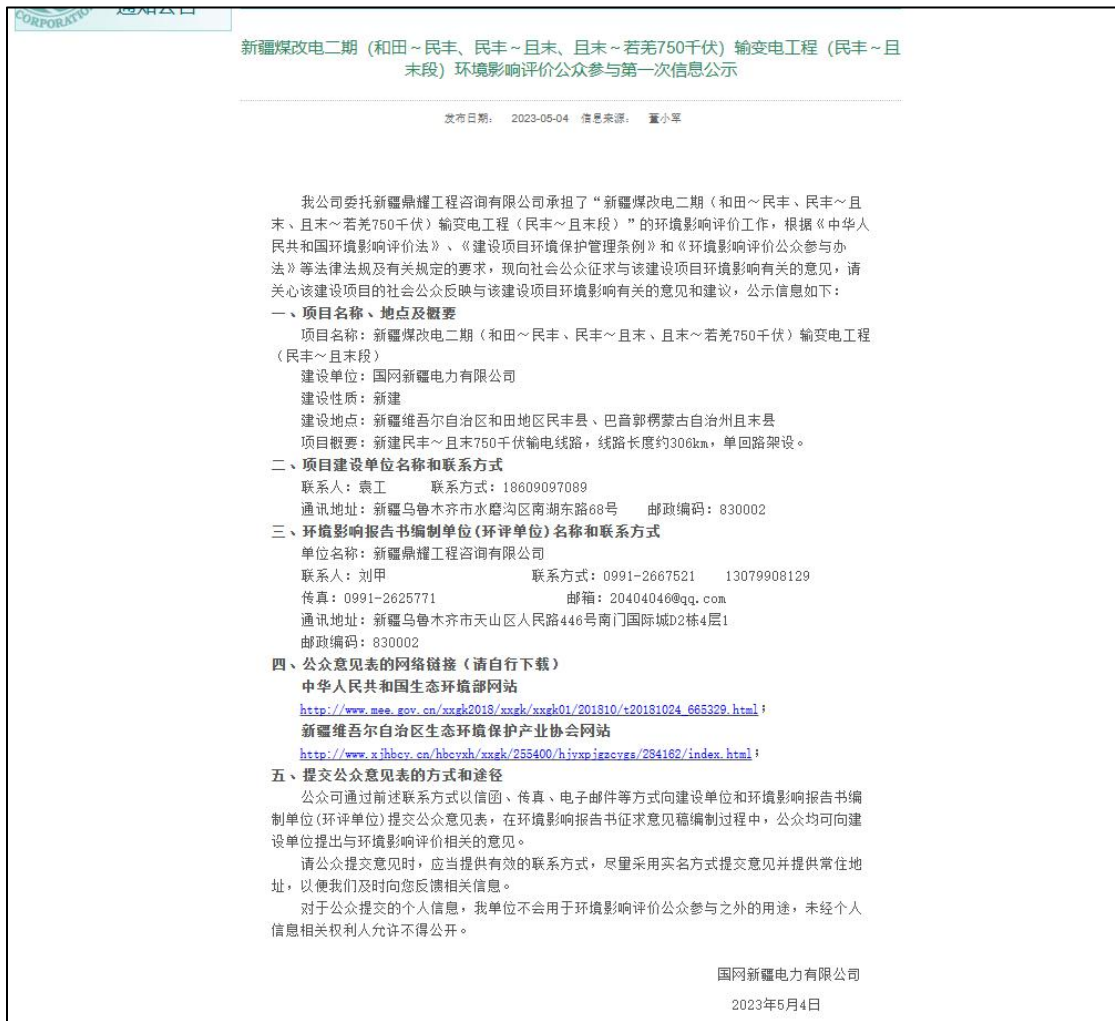 CORPORATION
通知公告
新疆煤改电二期（和田～民丰、民丰～且末、且末～若羌750千伏）输变电工程（民丰～且
末段）环境影响评价公众参与第一次信息公示
发布日期： 2023-05-04 信息来源： 董小军
我公司委托新疆鼎耀工程咨询有限公司承担了“新疆煤改电二期（和田～民丰、民丰～且
末、且末～若羌750千伏）输变电工程（民丰～且末段）”的环境影响评价工作，根据《中华人
民共和国环境影响评价法》、《建设项目环境保护管理条例》和《环境影响评价公众参与办
法》等法律法规及有关规定的要求，现向社会公众征求与该建设项目环境影响有关的意见，请
关心该建设项目的社会公众反映与该建设项目环境影响有关的意见和建议，公示信息如下：
一、项目名称、地点及概要
项目名称：新疆煤改电二期（和田～民丰、民丰～且末、且末～若羌750千伏）输变电工程
（民丰～且末段）
建设单位：国网新疆电力有限公司
建设性质：新建
建设地点：新疆维吾尔自治区和田地区民丰县、巴音郭楞蒙古自治州且末县
项目概要：新建民丰～且末750千伏输电线路，线路长度约306km，单回路架设。
二、项目建设单位名称和联系方式
联系人：袁工 联系方式：18609097089
通讯地址：新疆乌鲁木齐市水磨沟区南湖东路68号 邮政编码：830002
三、环境影响报告书编制单位(环评单位)名称和联系方式
单位名称：新疆鼎耀工程咨询有限公司
联系人：刘甲 联系方式：0991-2667521 13079908129
传真：0991-2625771 邮箱：20404046@qq.com
通讯地址：新疆乌鲁木齐市天山区人民路446号南门国际城D2栋4层1
邮政编码：830002
四、公众意见表的网络链接（请自行下载）
中华人民共和国生态环境部网站
http://www.mee.gov.cn/xxgk2018/xxgk/xxgk01/201810/t20181024_665329.html；
新疆维吾尔自治区生态环境保护产业协会网站
http://www.xjhbcy.cn/hbcyxh/xxgk/255400/hjyxpjgzcygs/284162/index.html；
五、提交公众意见表的方式和途径
公众可通过前述联系方式以信函、传真、电子邮件等方式向建设单位和环境影响报告书编
制单位(环评单位)提交公众意见表，在环境影响报告书征求意见稿编制过程中，公众均可向建
设单位提出与环境影响评价相关的意见。
请公众提交意见时，应当提供有效的联系方式，尽量采用实名方式提交意见并提供常住地
址，以便我们及时向您反馈相关信息。
对于公众提交的个人信息，我单位不会用于环境影响评价公众参与之外的用途，未经个人
信息相关权利人允许不得公开。
国网新疆电力有限公司
2023年5月4日